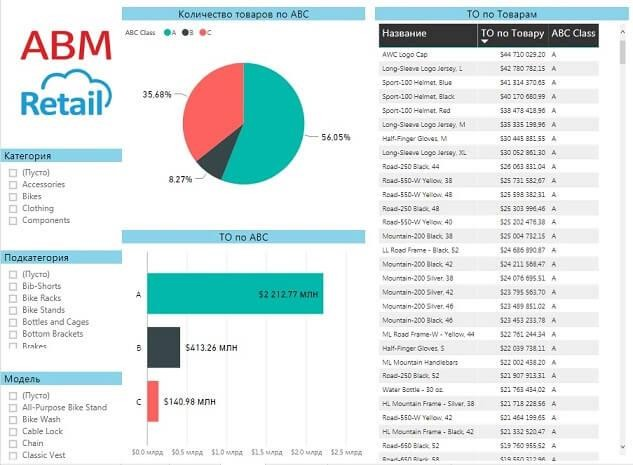 ABM
Retail
Категория
(Пусто)
Accessories
Bikes
Clothing
Components
Подкатегория
(Пусто)
Bib-Shorts
Bike Racks
Bike Stands
Bottles and Cages
Bottom Brackets
Brakes
Модель
(Пусто)
All-Purpose Bike Stand
Bike Wash
Cable Lock
Chain
Classic Vest
Количество товаров по ABC
ABC Class A B C
35,68%
56,05%
8.27%
ТО по ABC
A $2 212,77 МЛН
B $413.26 МЛН
C $140.98 МЛН
$0.0 млрд $0.5 млрд $1.0 млрд $1.5 млрд $2.0 млрд $2.5 млрд
ТО по Товарам
Название ТО по Товару ABC Class
AWC Logo Cap $44 710 029.20 A
Long-Sleeve Logo Jersey, L $42 780 782.15 A
Sport-100 Helmet, Blue $41 314 370.65 A
Sport-100 Helmet, Black $40 170 680.99 A
Sport-100 Helmet, Red $38 478 418.96 A
Long-Sleeve Logo Jersey, M $35 335 198.96 A
Half-Finger Gloves, M $30 445 881.55 A
Long-Sleeve Logo Jersey, XL $30 052 861.30 A
Road-250 Black, 44 $26 063 831.04 A
Road-550-W Yellow, 38 $25 731 582.67 A
Road-550-W Yellow, 48 $25 598 382.31 A
Road-250 Black, 48 $25 303 996.46 A
Road-550-W Yellow, 40 $25 202 476.38 A
Mountain-200 Black, 38 $25 004 732.15 A
LL Road Frame - Black, 52 $24 686 890.87 A
Mountain-200 Black, 42 $24 211 568.47 A
Mountain-200 Silver, 38 $24 076 695.51 A
Mountain-200 Silver, 42 $23 795 563.70 A
Mountain-200 Silver, 46 $23 489 851.02 A
Mountain-200 Black, 46 $23 453 233.78 A
ML Road Frame-W - Yellow, 44 $22 761 244.34 A
Half-Finger Gloves, S $22 039 738.11 A
ML Mountain Handlebars $22 002 438.20 A
Road-250 Black, 52 $21 907 913.31 A
Water Bottle - 30 oz. $21 763 434.02 A
HL Mountain Frame - Silver, 38 $21 718 228.56 A
Road-550-W Yellow, 42 $21 464 199.65 A
HL Mountain Frame - Black, 42 $21 332 520.47 A
Road-650 Black, 52 $19 760 955.52 A
Road-650 Black, 58 $19 550 312.96 A